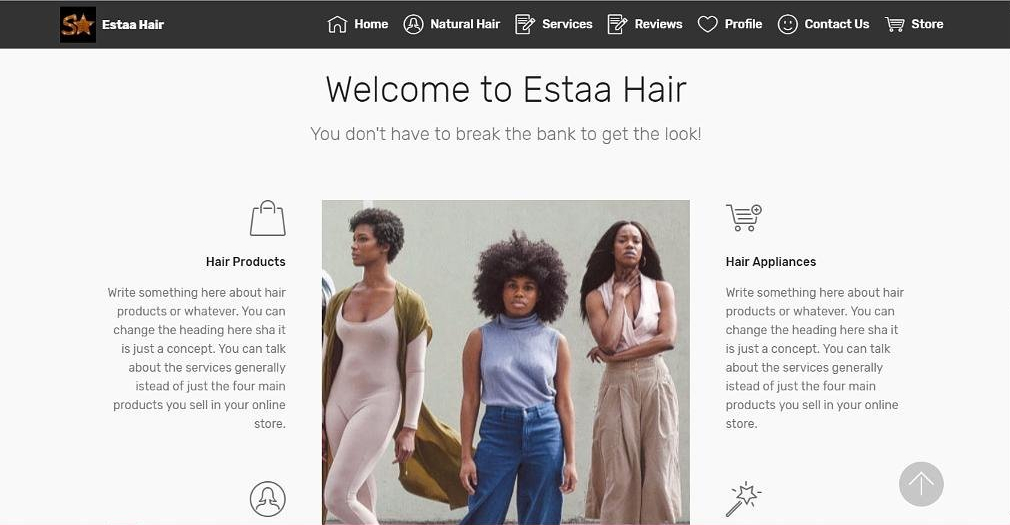 S
Estaa Hair
Home
Natural Hair
Services
Reviews
Profile
Contact Us
Store
Welcome to Estaa Hair
You don't have to break the bank to get the look!
Hair Products
Write something here about hair
products or whatever. You can
change the heading here sha it
is just a concept. You can talk
about the services generally
istead of just the four main
products you sell in your online
store.
Hair Appliances
Write something here about hair
products or whatever. You can
change the heading here sha it
is just a concept. You can talk
about the services generally
istead of just the four main
products you sell in your online
store.